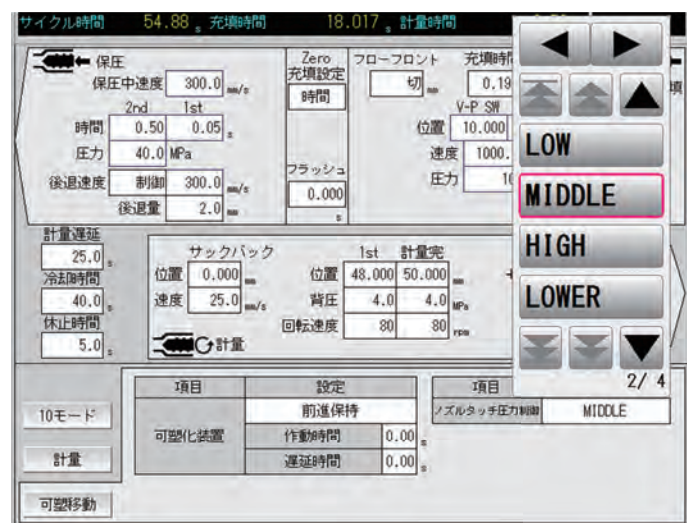 サイクル時間 54.88 s 充填時間 18.017 s 計量時間
保圧
保圧中速度 300.0 mm/s
2nd 1st
時間 0.50 0.05 s
圧力 40.0 MPa
後退速度 制御 300.0 mm/s
後退量 2.0 mm
Zero
充填設定
時間
フラッシュ
0.000
s
フローフロント
切 mm
充填時
0.19
V-P SW
位置 10.000
速度 1000.
圧力 10
填
計量遅延
25.0 s
冷却時間
40.0 s
休止時間
5.0 s
サックバック
位置 0.000 mm
速度 25.0 mm/s
計量
1st 計量完
位置 48.000 50.000 mm
背圧 4.0 4.0 MPa
回転速度 80 80 rpm
LOW
MIDDLE
HIGH
LOWER
2/ 4
10モード
計量
可塑移動
項目 設定
可塑化装置 前進保持
作動時間 0.00 s
遅延時間 0.00 s
項目
ノズルタッチ圧力制御 MIDDLE